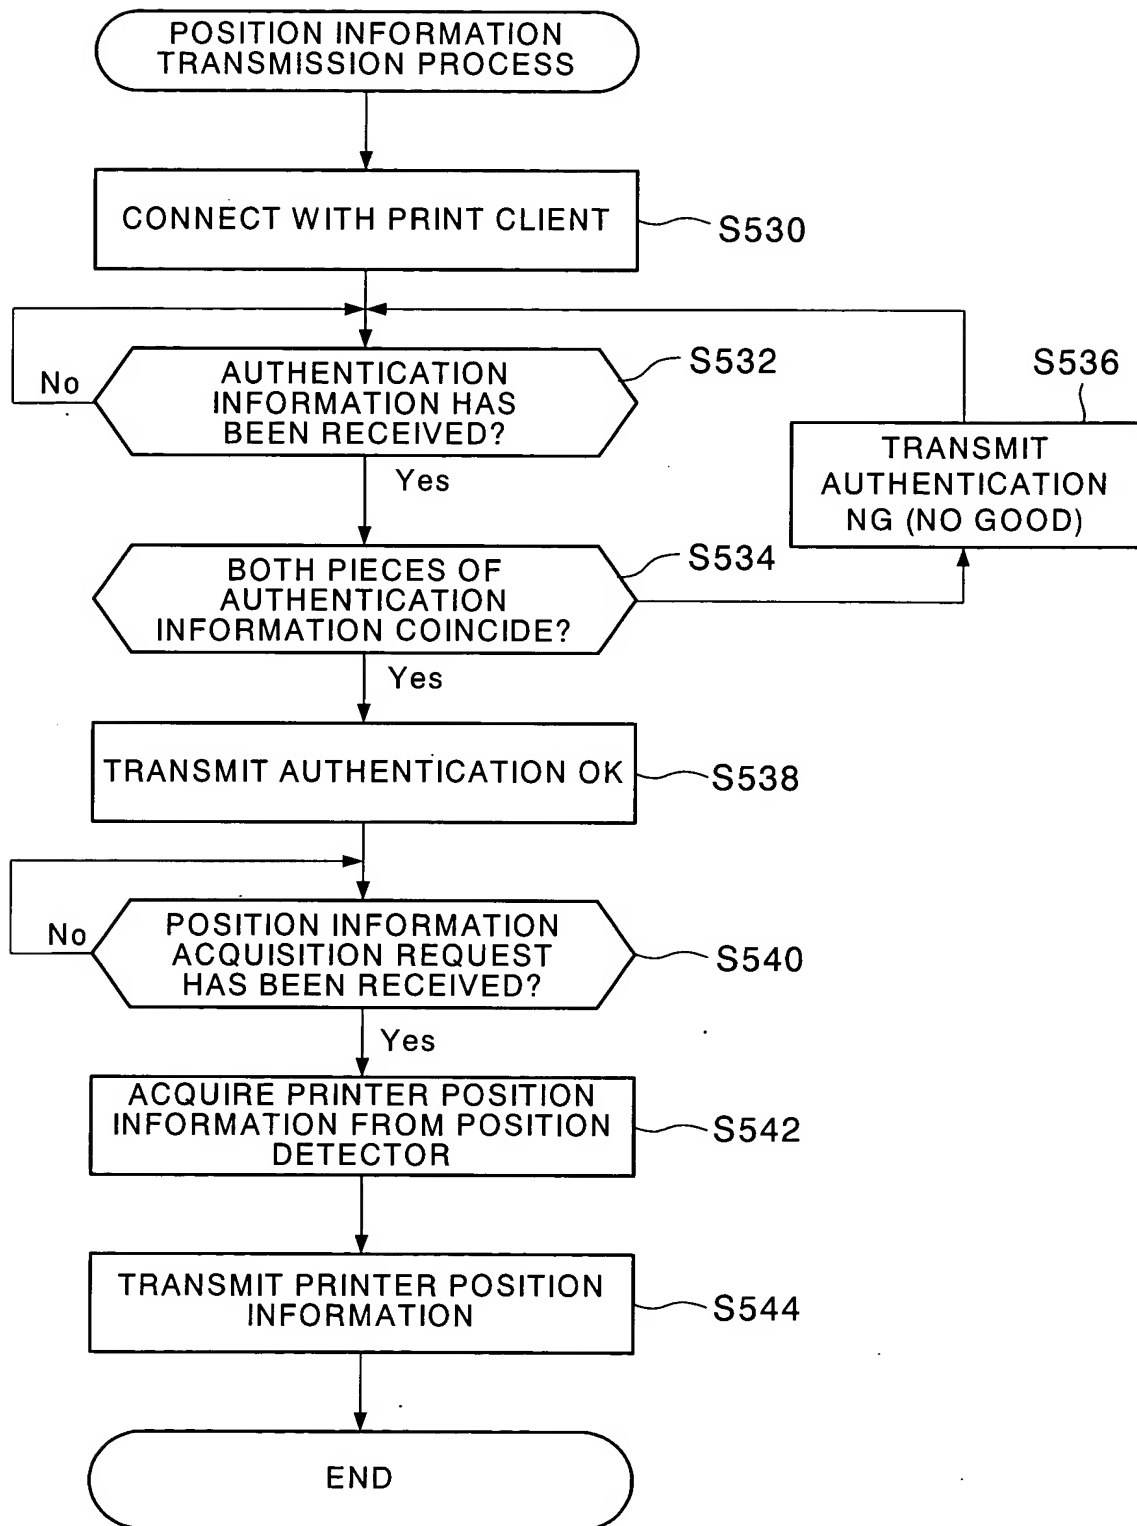 POSITION INFORMATION
TRANSMISSION PROCESS
CONNECT WITH PRINT CLIENT
S530
No
AUTHENTICATION
INFORMATION HAS
BEEN RECEIVED?
S532
S536
TRANSMIT
AUTHENTICATION
NG (NO GOOD)
Yes
BOTH PIECES OF
AUTHENTICATION
INFORMATION COINCIDE?
S534
Yes
TRANSMIT AUTHENTICATION OK
S538
No
POSITION INFORMATION
ACQUISITION REQUEST
HAS BEEN RECEIVED?
S540
Yes
ACQUIRE PRINTER POSITION
INFORMATION FROM POSITION
DETECTOR
S542
TRANSMIT PRINTER POSITION
INFORMATION
S544
END